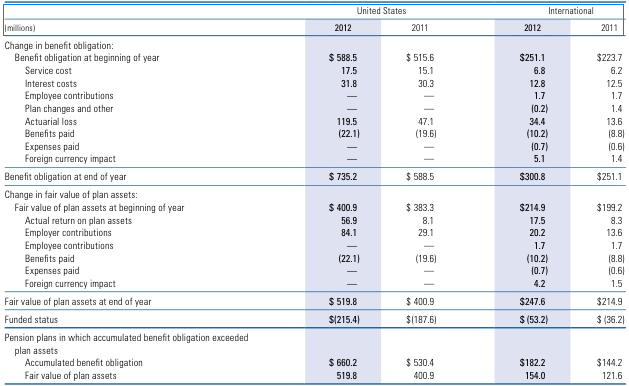 United States International
(millions) 2012 2011 2012 2011
Change in benefit obligation:
Benefit obligation at beginning of year $ 588.5 $ 515.6 $251.1 $223.7
Service cost 17.5 15.1 6.8 6.2
Interest costs 31.8 30.3 12.8 12.5
Employee contributions — — 1.7 1.7
Plan changes and other — — (0.2) 1.4
Actuarial loss 119.5 47.1 34.4 13.6
Benefits paid (22.1) (19.6) (10.2) (8.8)
Expenses paid — — (0.7) (0.6)
Foreign currency impact — — 5.1 1.4
Benefit obligation at end of year $ 735.2 $ 588.5 $300.8 $251.1
Change in fair value of plan assets:
Fair value of plan assets at beginning of year $ 400.9 $ 383.3 $214.9 $199.2
Actual return on plan assets 56.9 8.1 17.5 8.3
Employer contributions 84.1 29.1 20.2 13.6
Employee contributions — — 1.7 1.7
Benefits paid (22.1) (19.6) (10.2) (8.8)
Expenses paid — — (0.7) (0.6)
Foreign currency impact — — 4.2 1.5
Fair value of plan assets at end of year $ 519.8 $ 400.9 $247.6 $214.9
Funded status $(215.4) $(187.6) $ (53.2) $ (36.2)
Pension plans in which accumulated benefit obligation exceeded
plan assets
Accumulated benefit obligation $ 660.2 $ 530.4 $182.2 $144.2
Fair value of plan assets 519.8 400.9 154.0 121.6